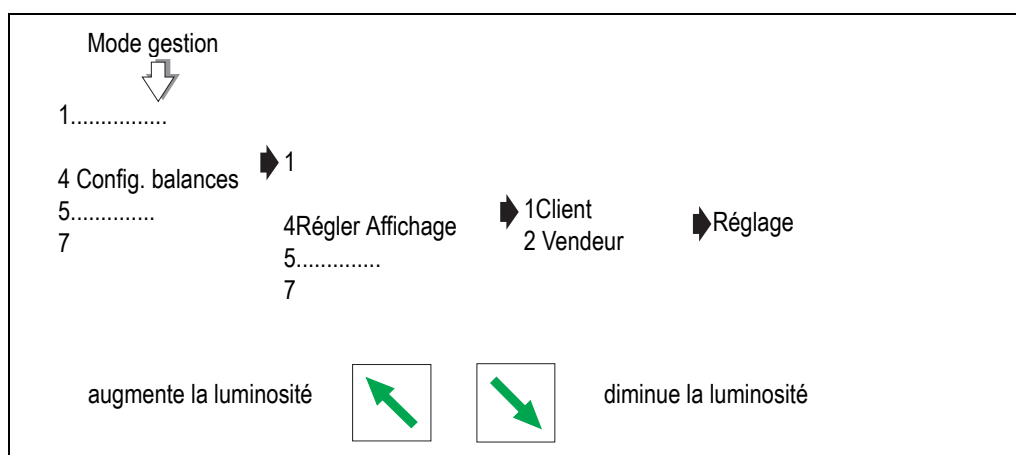 Mode gestion
1................
4 Config. balances
5..............
7
1
4Régler Affichage
5..............
7
1Client
2 Vendeur
Réglage
augmente la luminosité
diminue la luminosité